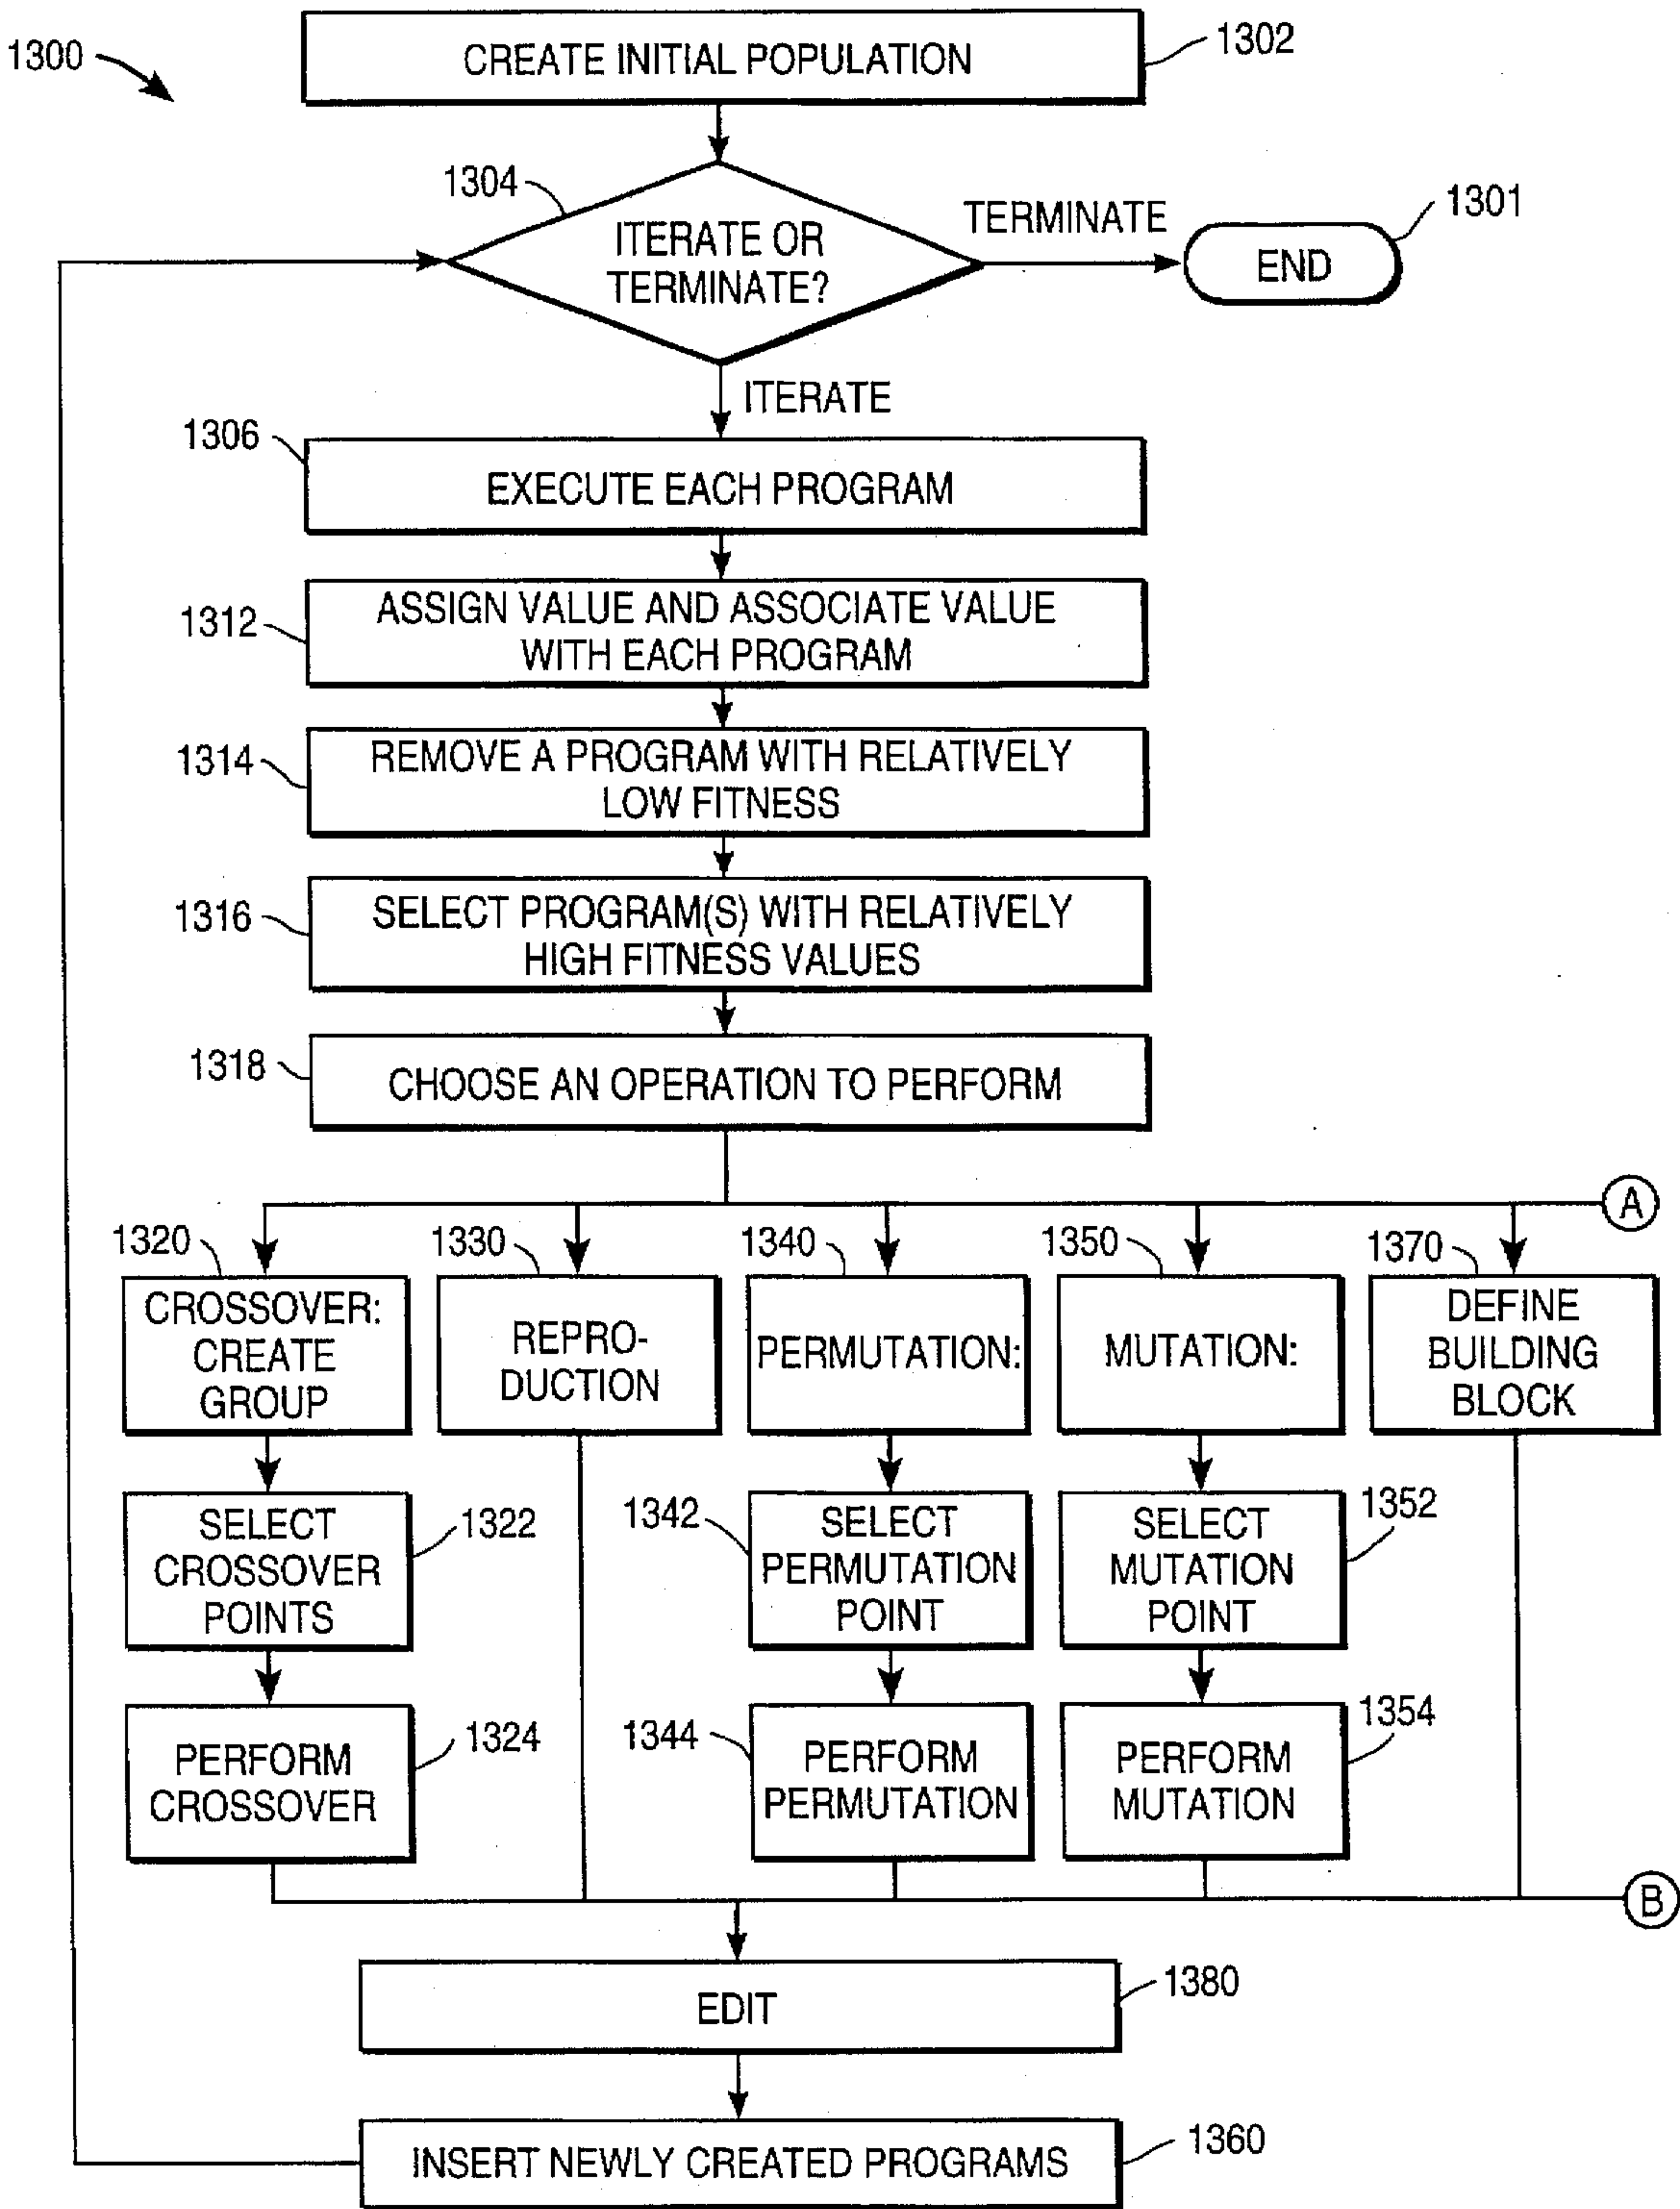 1300
CREATE INITIAL POPULATION
1302
1304
ITERATE OR
TERMINATE?
TERMINATE
END
1301
ITERATE
1306
EXECUTE EACH PROGRAM
1312
ASSIGN VALUE AND ASSOCIATE VALUE
WITH EACH PROGRAM
1314
REMOVE A PROGRAM WITH RELATIVELY
LOW FITNESS
1316
SELECT PROGRAM(S) WITH RELATIVELY
HIGH FITNESS VALUES
1318
CHOOSE AN OPERATION TO PERFORM
A
1320
CROSSOVER:
CREATE
GROUP
1330
REPRO-
DUCTION
1340
PERMUTATION:
1350
MUTATION:
1370
DEFINE
BUILDING
BLOCK
SELECT
CROSSOVER
POINTS
1322
1342
SELECT
PERMUTATION
POINT
SELECT
MUTATION
POINT
1352
PERFORM
CROSSOVER
1324
1344
PERFORM
PERMUTATION
PERFORM
MUTATION
1354
B
EDIT
1380
INSERT NEWLY CREATED PROGRAMS
1360